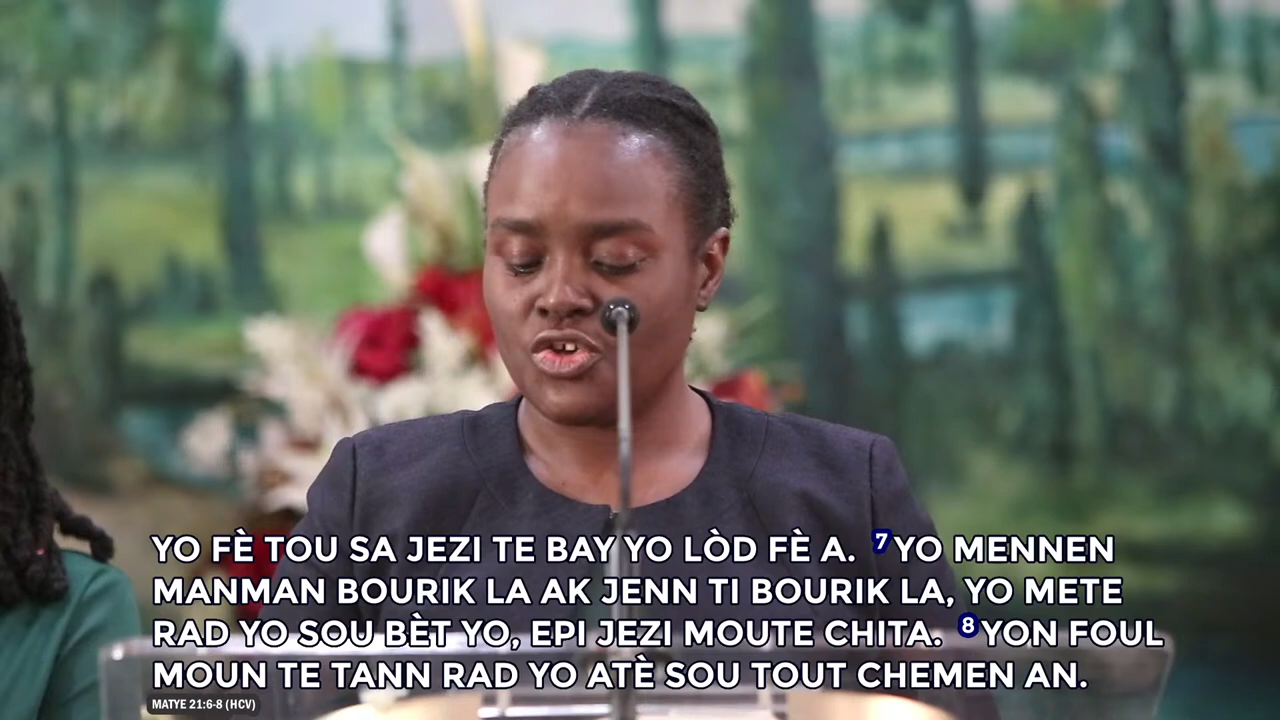 YO FÈ TOU SA JEZI TE BAY YO LÒD FÈ A. 7 YO MENNEN
MANMAN BOURIK LA AK JENN TI BOURIK LA, YO METE
RAD YO SOU BÈT YO, EPI JEZI MOUTE CHITA. 8 YON FOUL
MOUN TE TANN RAD YO ATÈ SOU TOUT CHEMEN AN.
MATYE 21:6-8 (HCV)